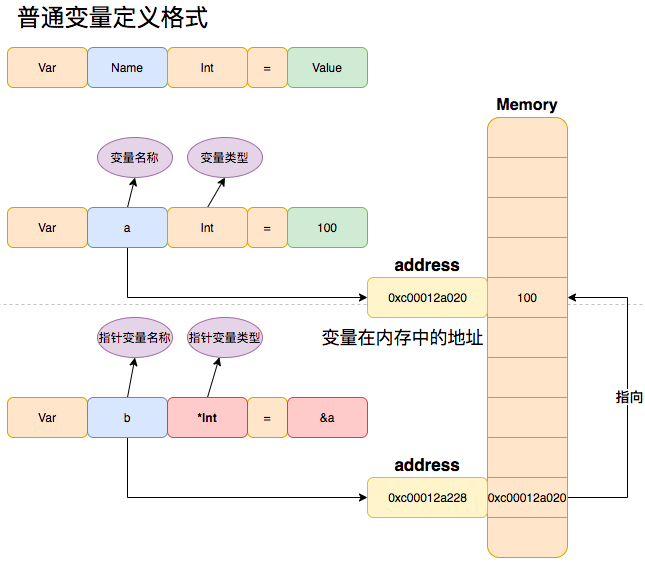 普通变量定义格式
Var Name Int = Value
Memory
变量名称 变量类型
Var a Int = 100
address
0xc00012a020 100
指针变量名称 指针变量类型 变量在内存中的地址
指向
Var b *Int = &a
address
0xc00012a228 0xc00012a020